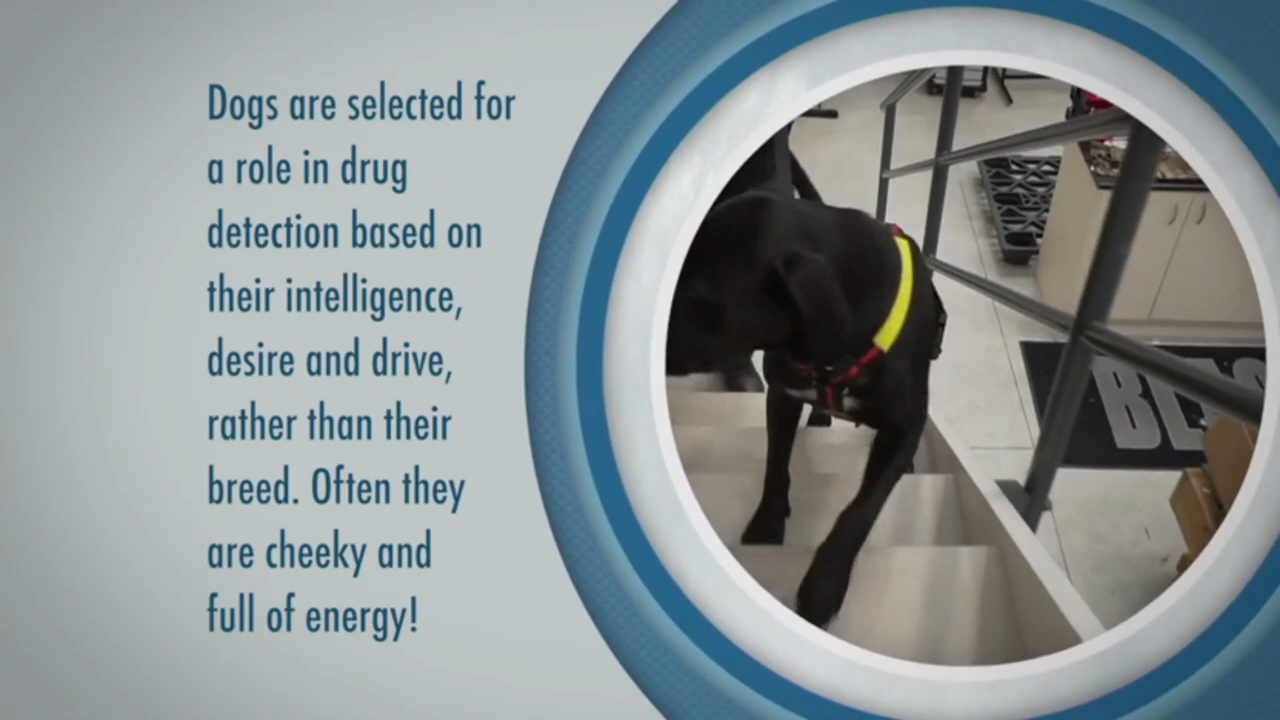 Dogs are selected for
a role in drug
detection based on
their intelligence,
desire and drive,
rather than their
breed. Often they
are cheeky and
full of energy!